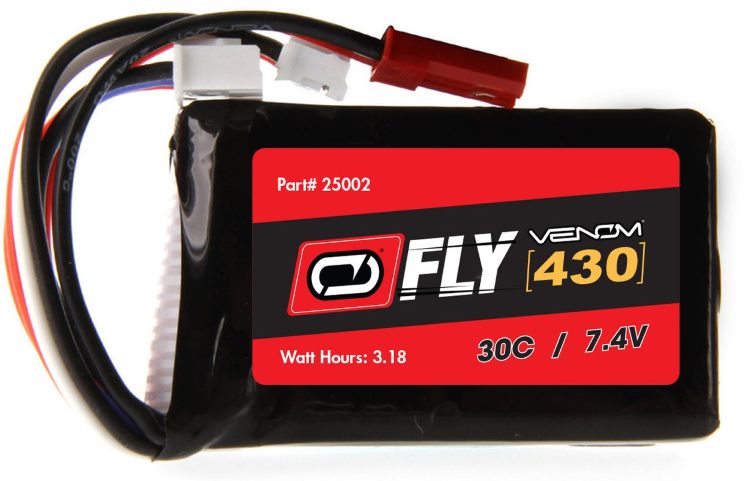 Part# 25002
FLY VENOM
[430]
Watt Hours: 3.18
30C / 7.4V